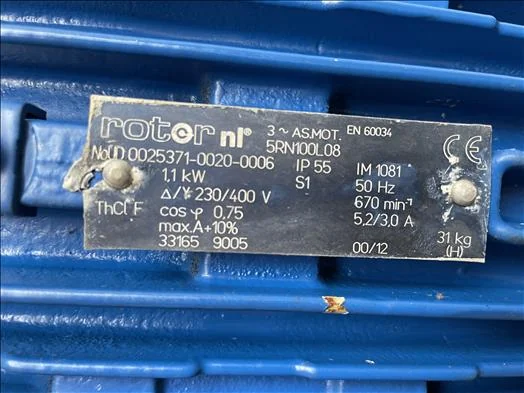 rotor nl® 3 ~ AS.MOT. EN 60034
5RN100L08 CE
No UD 0025371-0020-0006 IP 55 IM 1081
1,1 kW S1 50 Hz
Δ/Y 230/400 V 670 min⁻¹
ThCl F cos φ 0,75 5,2/3,0 A
max.A+10% 31 kg
33165 9005 00/12 (H)